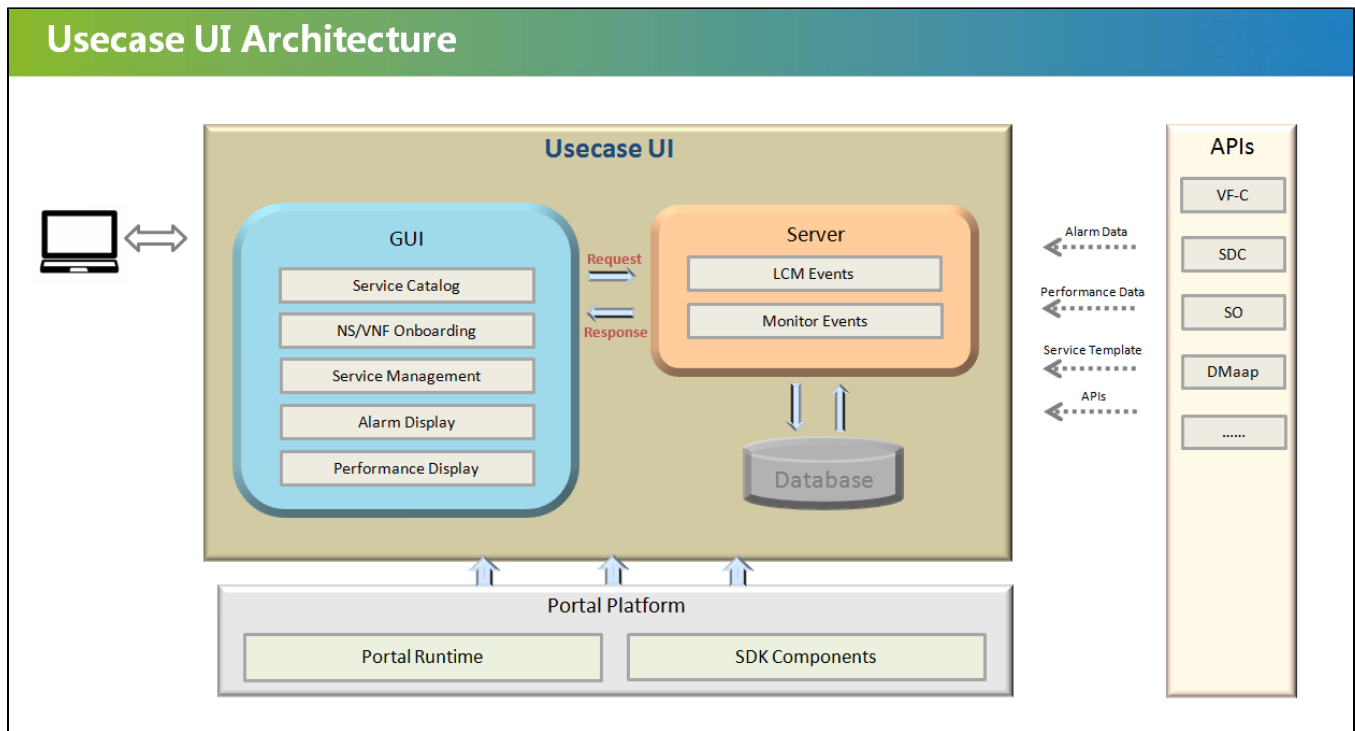 Usecase UI Architecture
Usecase UI
GUI
Service Catalog
NS/VNF Onboarding
Service Management
Alarm Display
Performance Display
Request
Response
Server
LCM Events
Monitor Events
Database
Alarm Data
Performance Data
Service Template
APIs
APIs
VF-C
SDC
SO
DMaap
......
Portal Platform
Portal Runtime
SDK Components